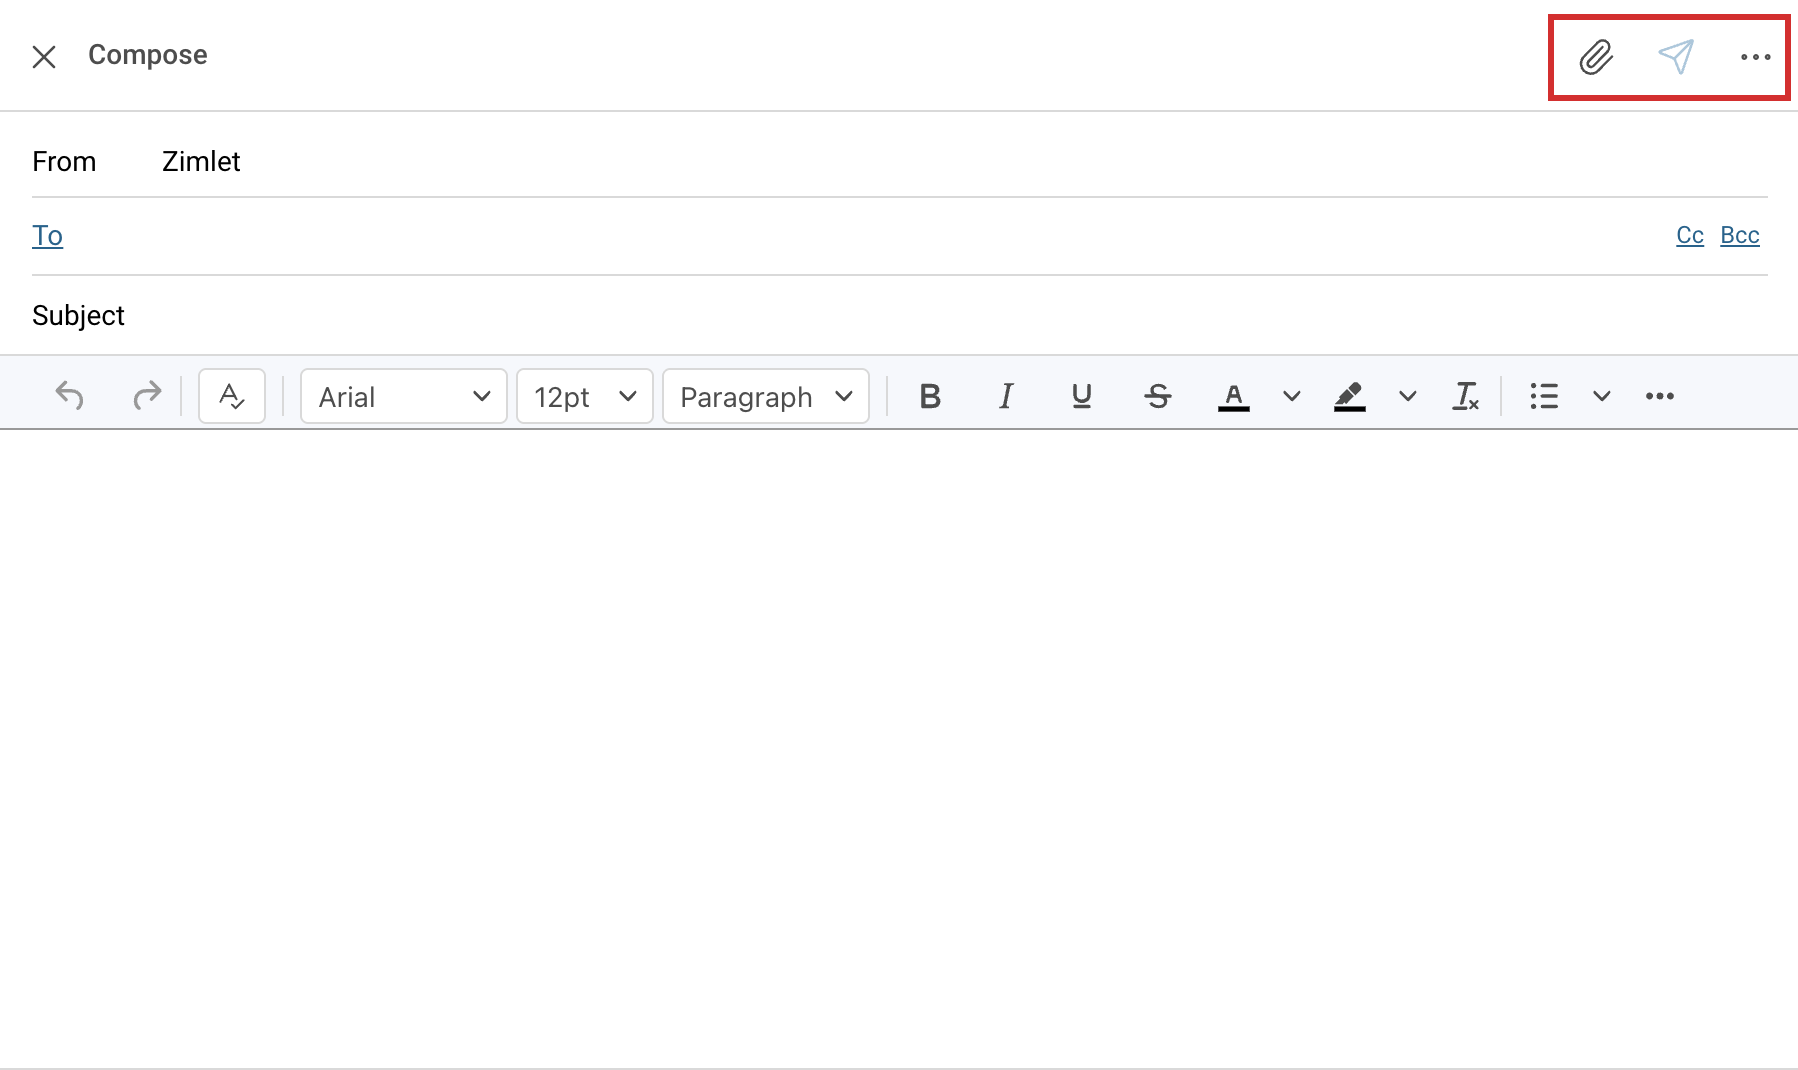 Compose
From Zimlet
To Cc Bcc
Subject
Arial 12pt Paragraph B I U S A